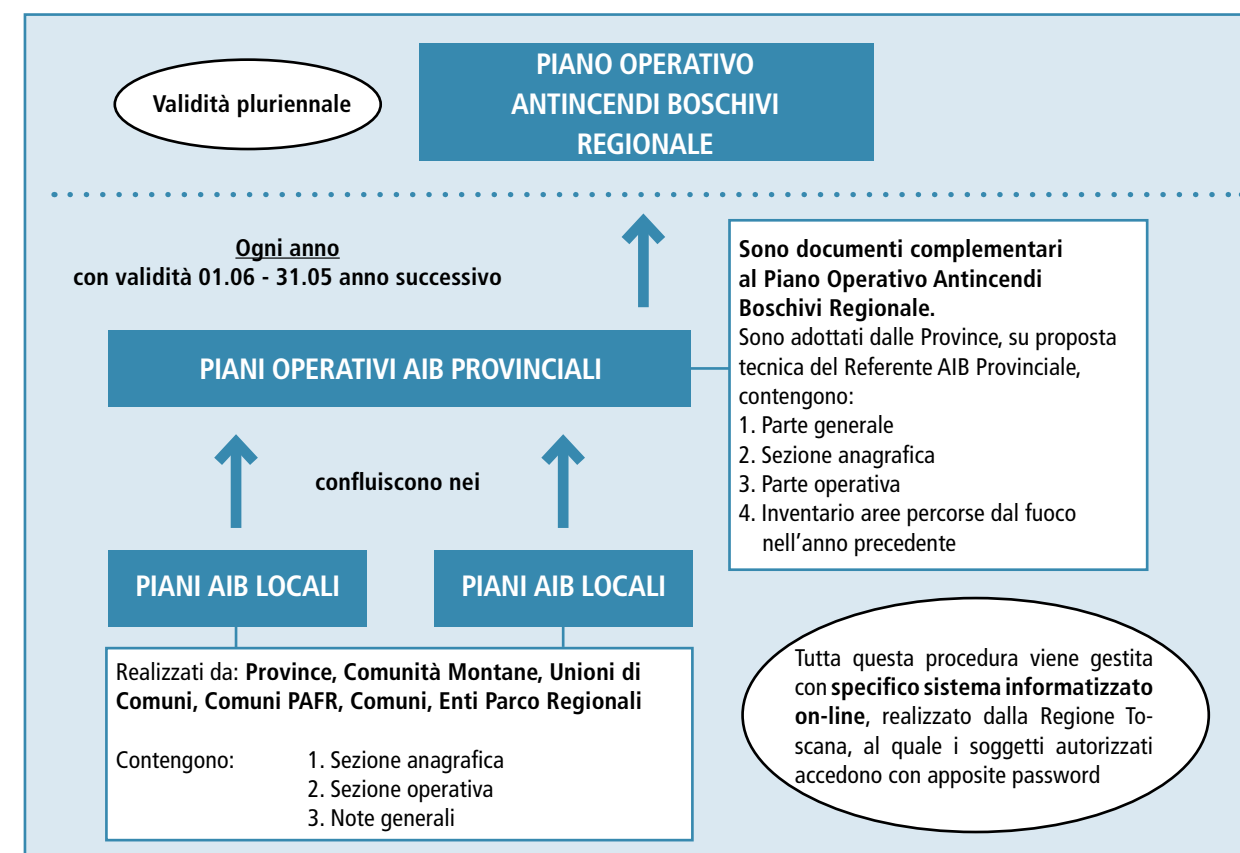 Validità pluriennale
PIANO OPERATIVO
ANTINCENDI BOSCHIVI
REGIONALE
Ogni anno
con validità 01.06 - 31.05 anno successivo
PIANI OPERATIVI AIB PROVINCIALI
Sono documenti complementari
al Piano Operativo Antincendi
Boschivi Regionale.
Sono adottati dalle Province, su proposta
tecnica del Referente AIB Provinciale,
contengono:
1. Parte generale
2. Sezione anagrafica
3. Parte operativa
4. Inventario aree percorse dal fuoco
nell'anno precedente
confluiscono nei
PIANI AIB LOCALI
PIANI AIB LOCALI
Realizzati da: Province, Comunità Montane, Unioni di
Comuni, Comuni PAFR, Comuni, Enti Parco Regionali
Contengono: 1. Sezione anagrafica
2. Sezione operativa
3. Note generali
Tutta questa procedura viene gestita
con specifico sistema informatizzato
on-line, realizzato dalla Regione To-
scana, al quale i soggetti autorizzati
accedono con apposite password